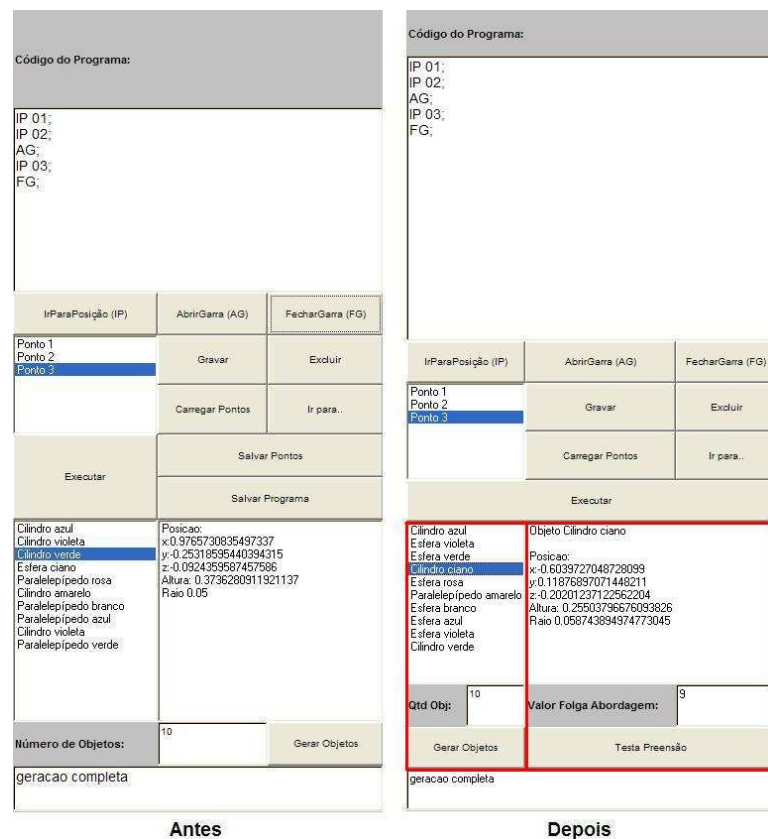 Código do Programa:
IP 01;
IP 02;
AG;
IP 03;
FG;
IrParaPosição (IP)
AbrirGarra (AG)
FecharGarra (FG)
Ponto 1
Ponto 2
Ponto 3
Gravar
Excluir
Carregar Pontos
Ir para..
Executar
Salvar Pontos
Salvar Programa
Cilindro azul
Cilindro violeta
Cilindro verde
Esfera ciano
Paralelepípedo rosa
Cilindro amarelo
Paralelepípedo branco
Paralelepípedo azul
Cilindro violeta
Paralelepípedo verde
Posicao:
x:0.9765730835497337
y:-0.25318595440394315
z:-0.0924359587457586
Altura: 0.3736280911921137
Raio 0.05
Número de Objetos:
10
Gerar Objetos
geracao completa
Antes
Código do Programa:
IP 01;
IP 02;
AG;
IP 03;
FG;
IrParaPosição (IP)
AbrirGarra (AG)
FecharGarra (FG)
Ponto 1
Ponto 2
Ponto 3
Gravar
Excluir
Carregar Pontos
Ir para..
Executar
Cilindro azul
Esfera violeta
Esfera verde
Cilindro ciano
Esfera rosa
Paralelepípedo amarelo
Esfera branco
Esfera azul
Esfera violeta
Cilindro verde
Objeto Cilindro ciano
Posicao:
x:-0.6039727048728099
y:0.11876897071448211
z:-0.20201237122562204
Altura: 0.25503796676093826
Raio 0.058743894974773045
Qtd Obj:
10
Valor Folga Abordagem:
9
Gerar Objetos
Testa Preensão
geracao completa
Depois